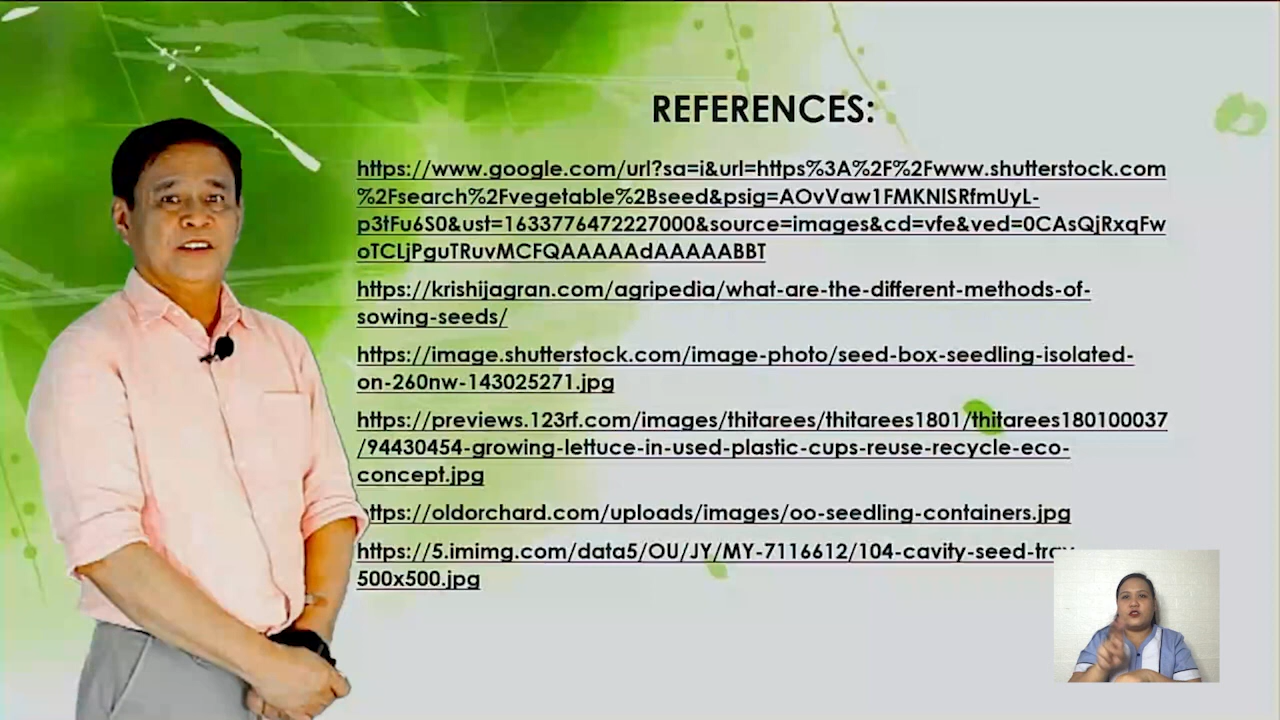 REFERENCES:
https://www.google.com/url?sa=i&url=https%3A%2F%2Fwww.shutterstock.com
%2Fsearch%2Fvegetable%2Bseed&psig=AOvVaw1FMKNlSRfmUyL-
p3tFu6S0&ust=1633776472227000&source=images&cd=vfe&ved=0CAsQjRxqFw
oTCLjPguTRuvMCFQAAAAAdAAAAABBT
https://krishijagran.com/agripedia/what-are-the-different-methods-of-
sowing-seeds/
https://image.shutterstock.com/image-photo/seed-box-seedling-isolated-
on-260nw-143025271.jpg
https://previews.123rf.com/images/thitarees/thitarees1801/thitarees180100037
/94430454-growing-lettuce-in-used-plastic-cups-reuse-recycle-eco-
concept.jpg
https://oldorchard.com/uploads/images/oo-seedling-containers.jpg
https://5.imimg.com/data5/OU/JY/MY-7116612/104-cavity-seed-tray-
500x500.jpg